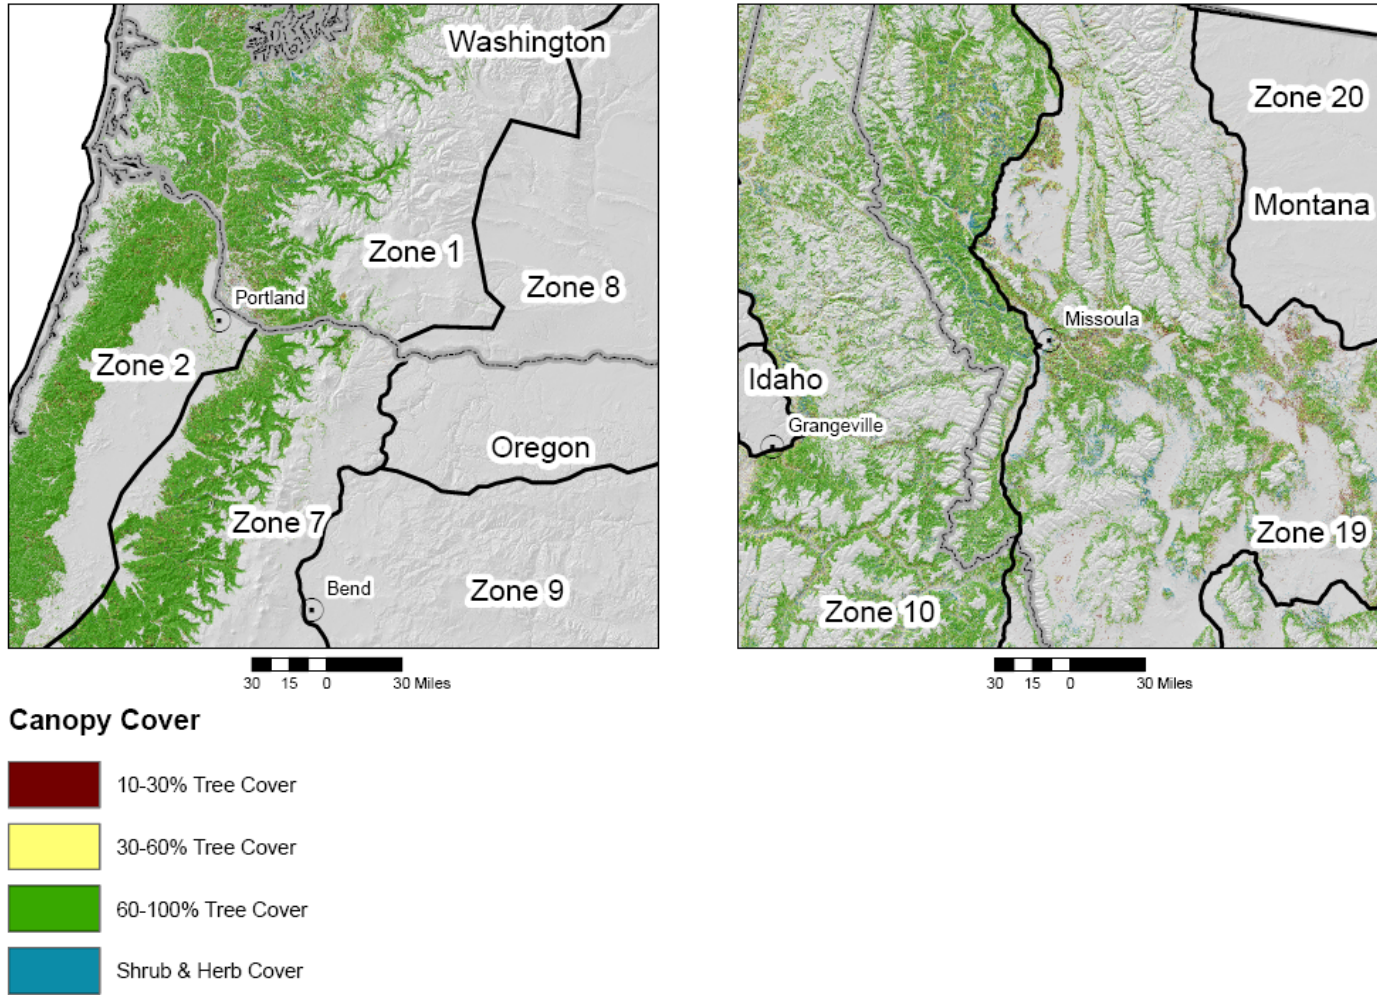 Washington
Zone 1
Zone 8
Portland
Zone 2
Oregon
Zone 7
Bend
Zone 9
30 15 0 30 Miles
Zone 20
Montana
Missoula
Idaho
Grangeville
Zone 19
Zone 10
30 15 0 30 Miles
Canopy Cover
10-30% Tree Cover
30-60% Tree Cover
60-100% Tree Cover
Shrub & Herb Cover